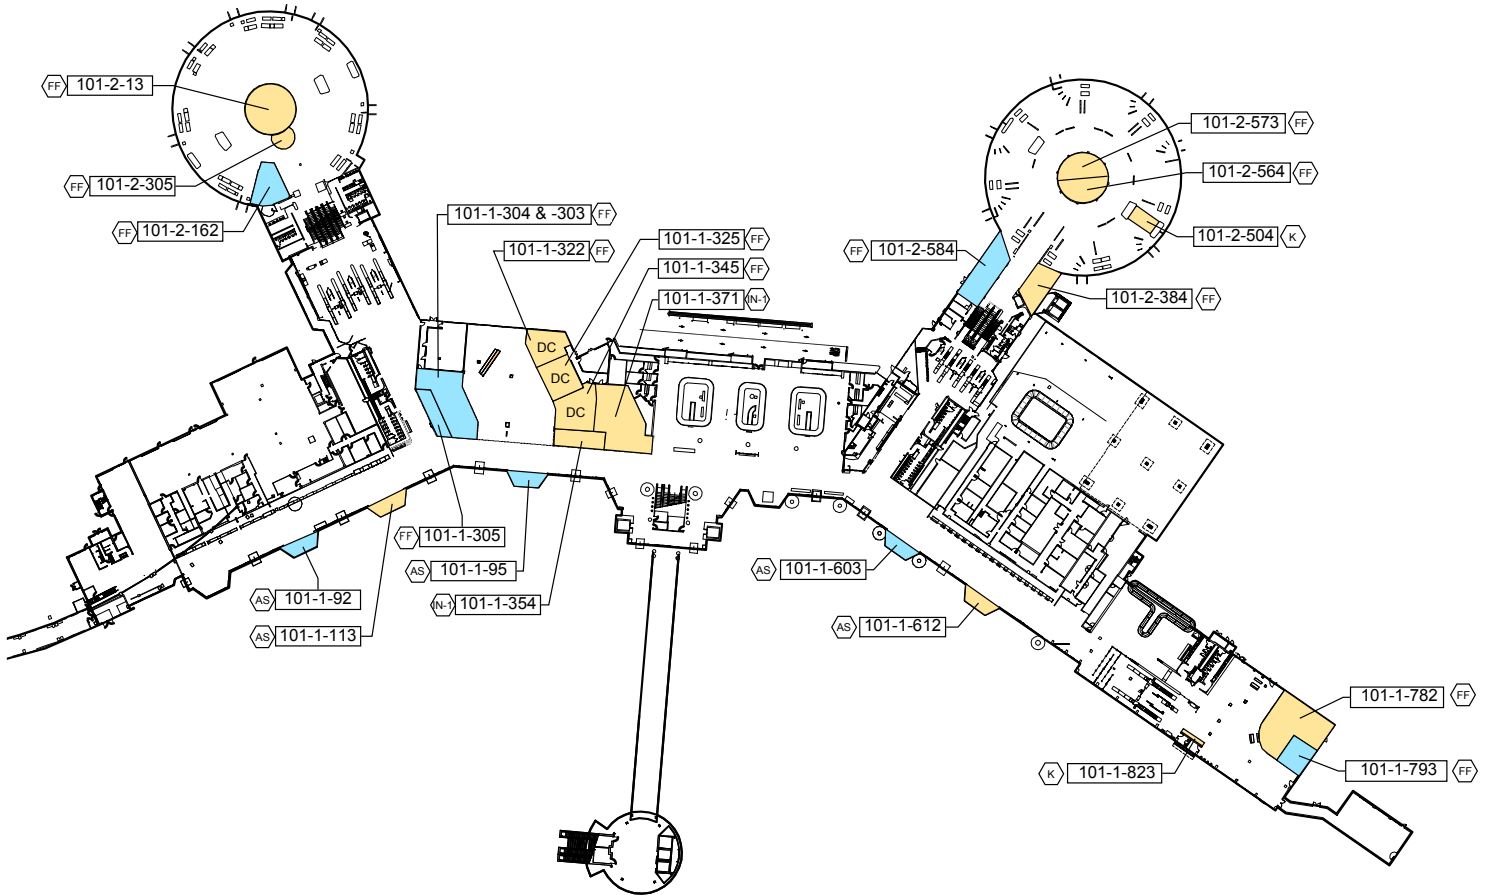 FF 101-2-13
FF 101-2-305
FF 101-2-162
101-1-304 & -303 FF
101-1-322 FF
101-1-325 FF
101-1-345 FF
101-1-371 IN-1
DC
DC
DC
101-2-573 FF
101-2-564 FF
101-2-504 K
FF 101-2-584
101-2-384 FF
FF 101-1-305
AS 101-1-95
IN-1 101-1-354
AS 101-1-92
AS 101-1-113
AS 101-1-603
AS 101-1-612
101-1-782 FF
101-1-793 FF
K 101-1-823